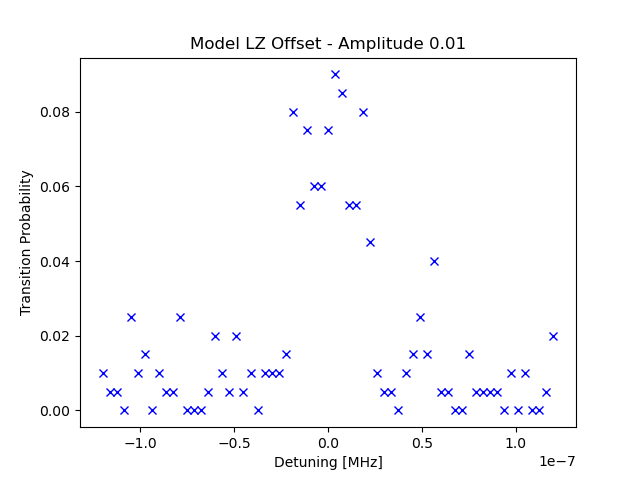 Model LZ Offset - Amplitude 0.01
Transition Probability
0.08
0.06
0.04
0.02
0.00
−1.0
−0.5
0.0
0.5
1.0
1e−7
Detuning [MHz]